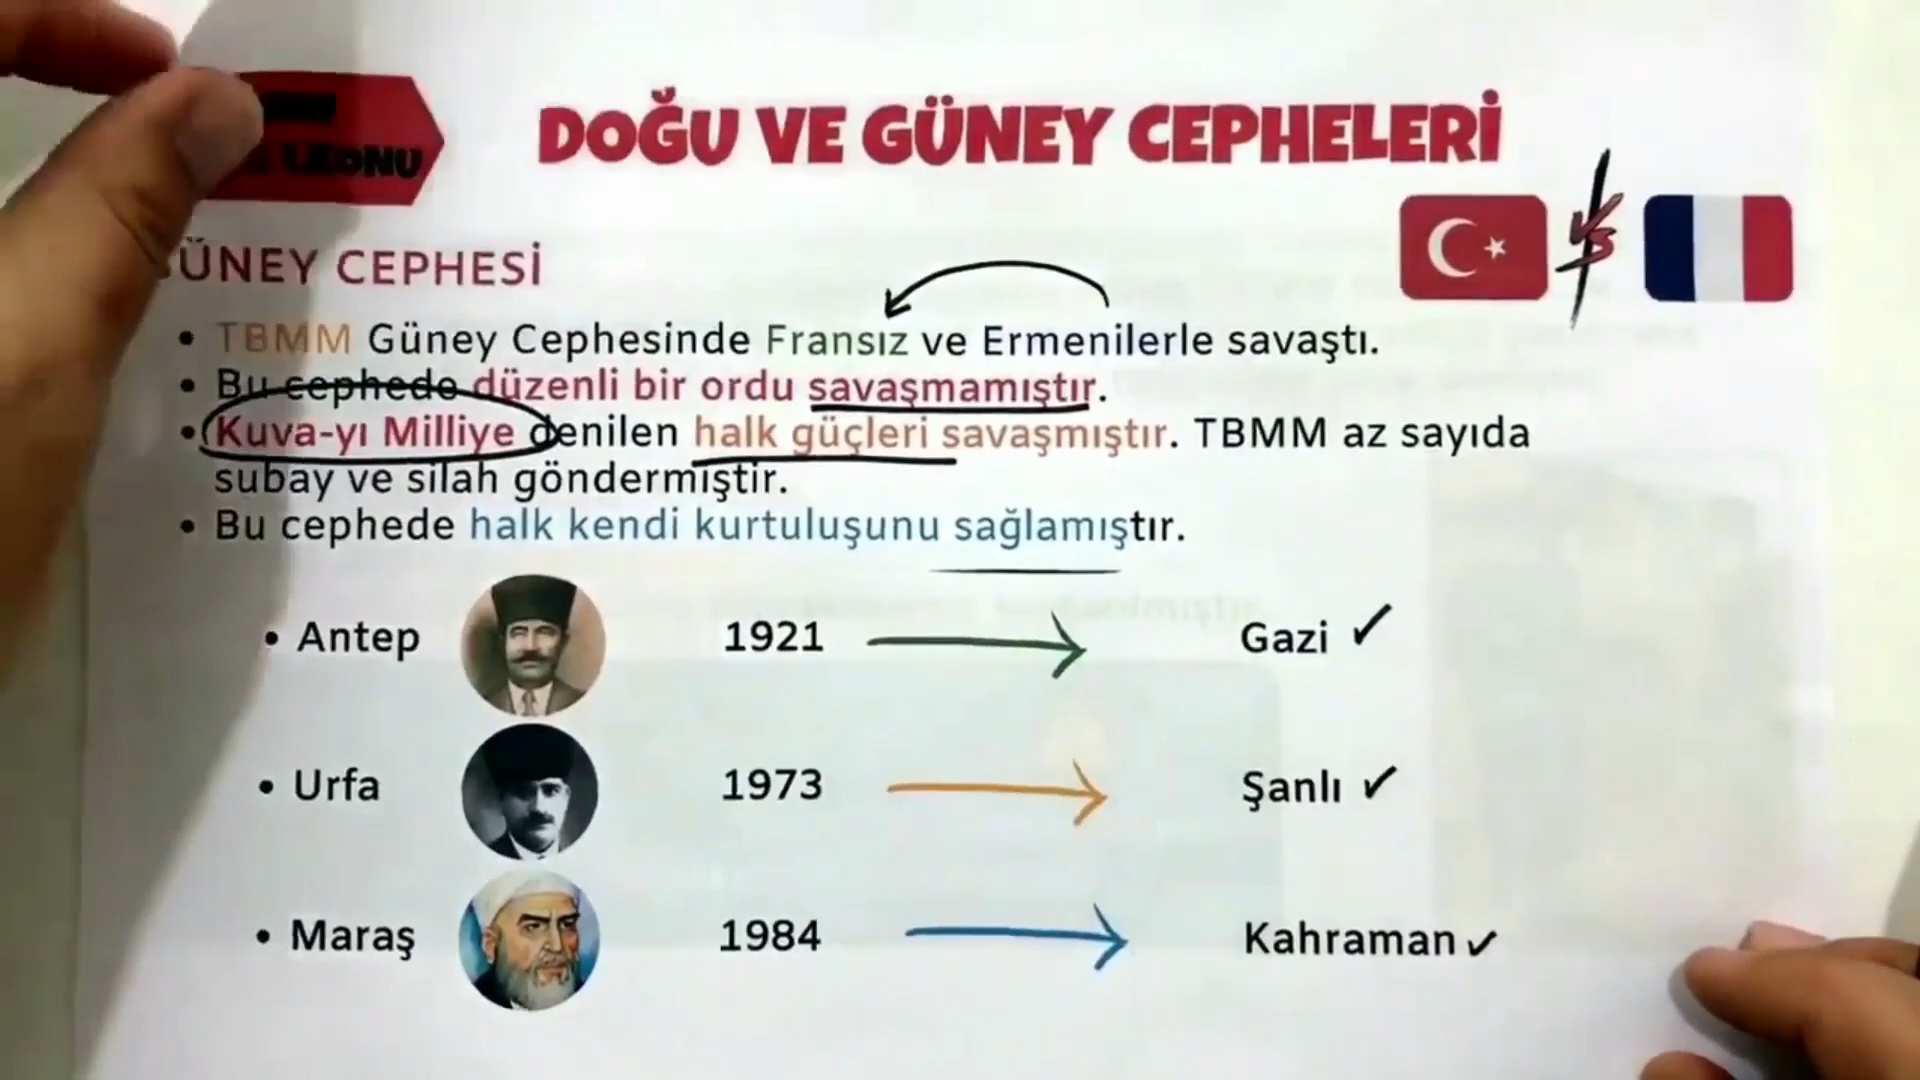 DOĞU VE GÜNEY CEPHELERİ
VS
ÜNEY CEPHESİ
• TBMM Güney Cephesinde Fransız ve Ermenilerle savaştı.
• Bu cephede düzenli bir ordu savaşmamıştır.
• Kuva-yı Milliye denilen halk güçleri savaşmıştır. TBMM az sayıda
subay ve silah göndermiştir.
• Bu cephede halk kendi kurtuluşunu sağlamıştır.
• Antep 1921 Gazi
• Urfa 1973 Şanlı
• Maraş 1984 Kahraman